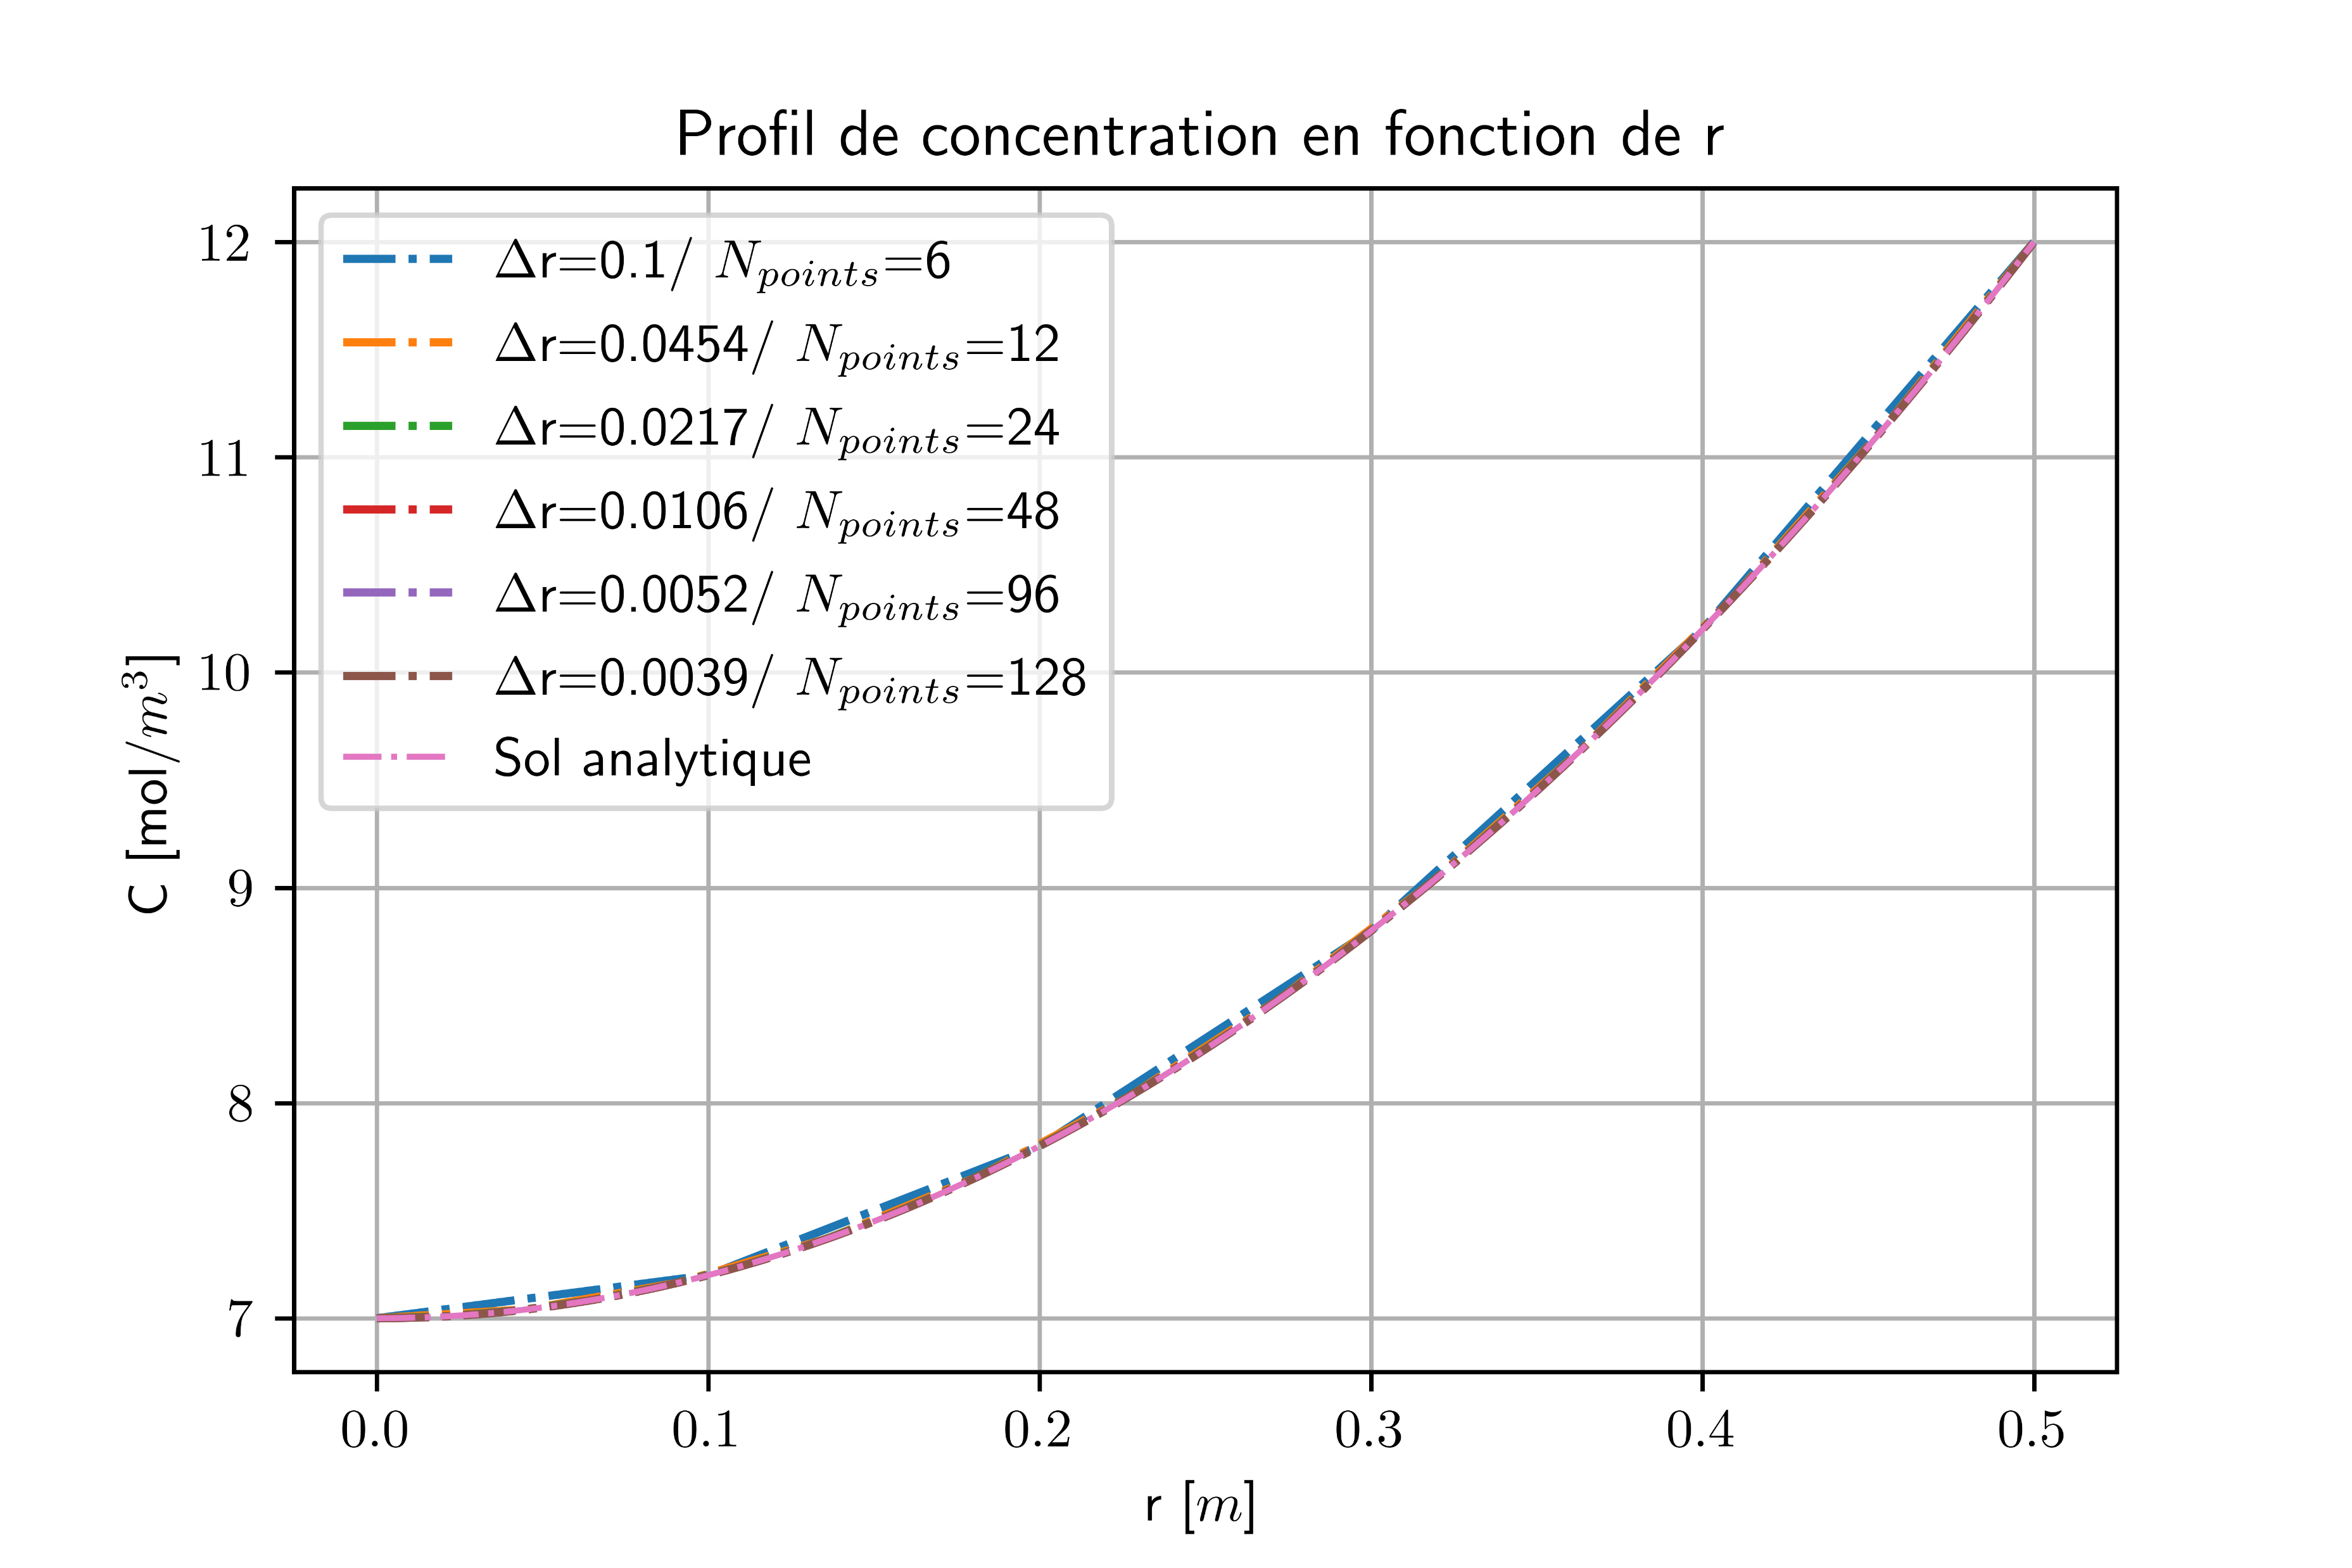 Profil de concentration en fonction de r
12
11
10
9
8
7
C [mol/m³]
Δr=0.1/ N_points=6
Δr=0.0454/ N_points=12
Δr=0.0217/ N_points=24
Δr=0.0106/ N_points=48
Δr=0.0052/ N_points=96
Δr=0.0039/ N_points=128
Sol analytique
0.0 0.1 0.2 0.3 0.4 0.5
r [m]